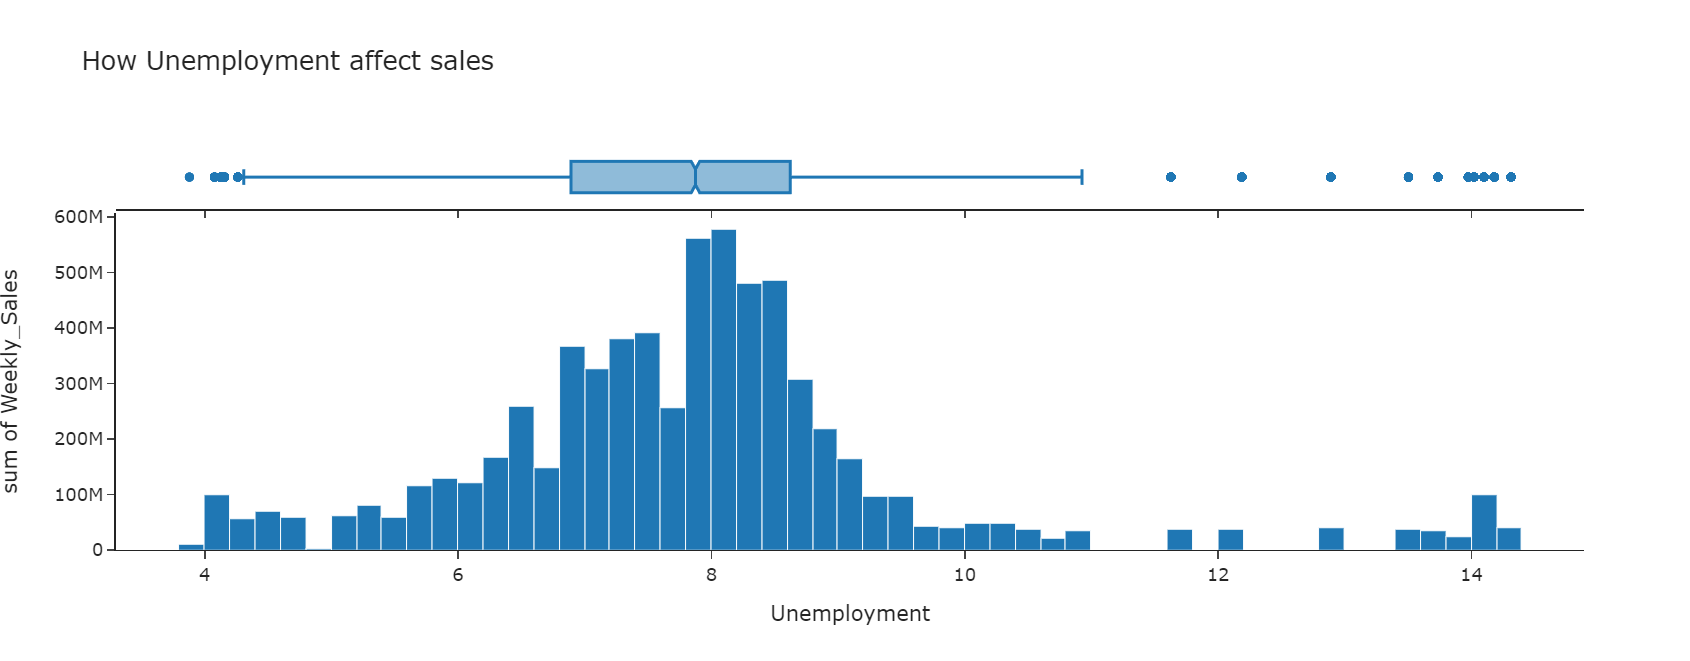 How Unemployment affect sales
600M
500M
400M
300M
200M
100M
0
sum of Weekly_Sales
4 6 8 10 12 14
Unemployment